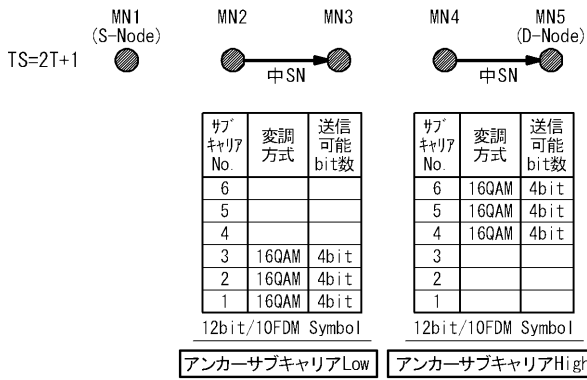 MN1 MN2 MN3 MN4 MN5
(S-Node) (D-Node)
TS=2T+1
中SN 中SN
サブキャリアNo. 変調方式 送信可能bit数
6
5
4
3 16QAM 4bit
2 16QAM 4bit
1 16QAM 4bit
12bit/1OFDM Symbol
アンカーサブキャリアLow
サブキャリアNo. 変調方式 送信可能bit数
6 16QAM 4bit
5 16QAM 4bit
4 16QAM 4bit
3
2
1
12bit/1OFDM Symbol
アンカーサブキャリアHigh